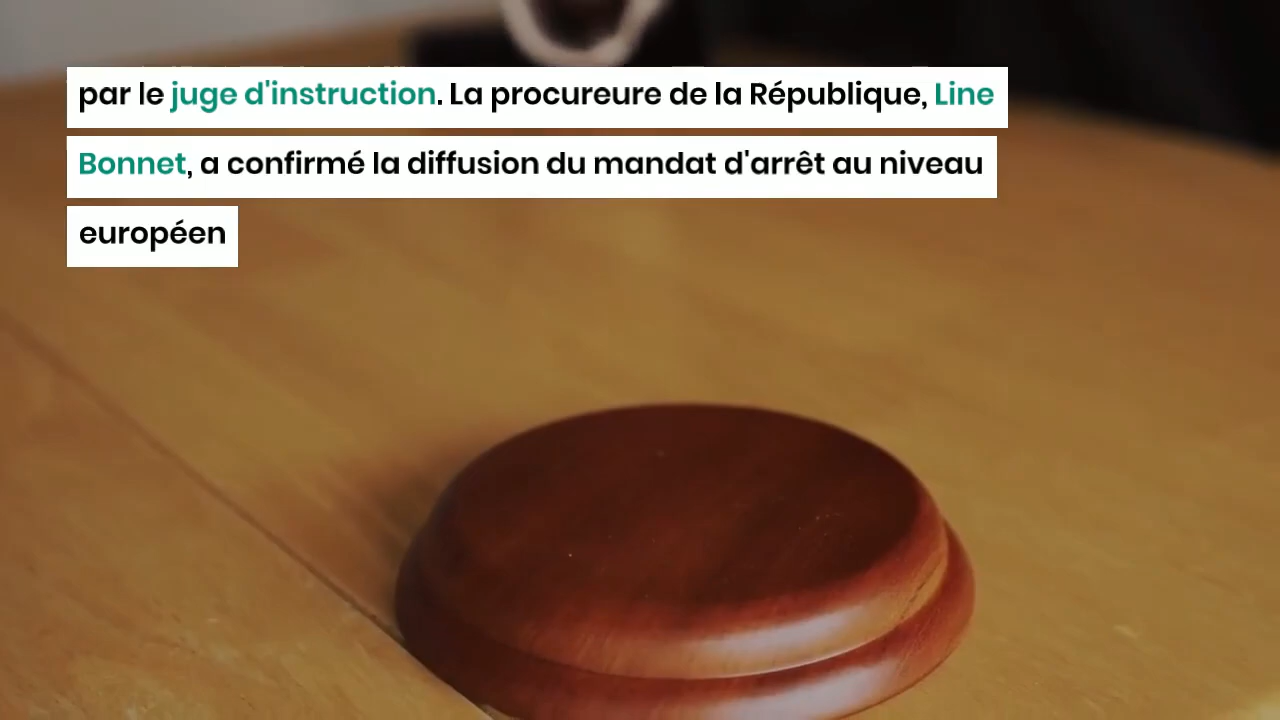 par le juge d'instruction. La procureure de la République, Line
Bonnet, a confirmé la diffusion du mandat d'arrêt au niveau
européen